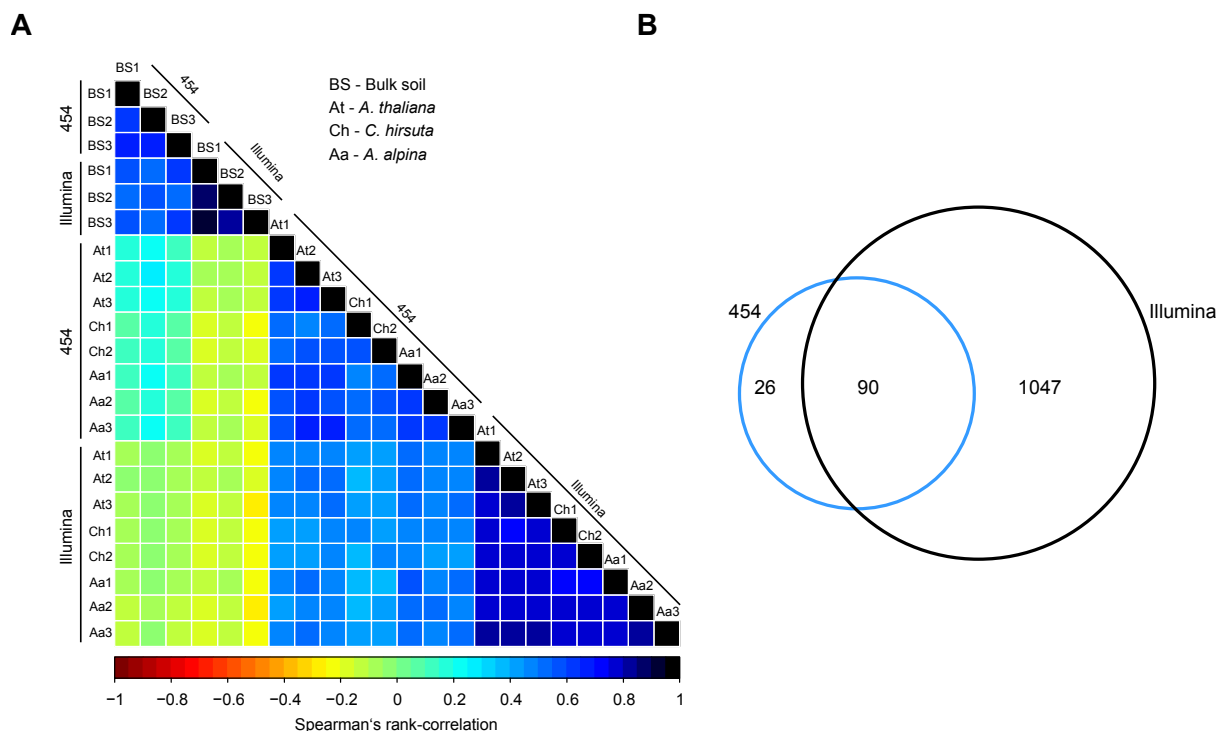 A
B
BS - Bulk soil
At - A. thaliana
Ch - C. hirsuta
Aa - A. alpina
454
Illumina
454
Illumina
BS1
BS2
BS3
BS1
BS2
BS3
At1
At2
At3
Ch1
Ch2
Aa1
Aa2
Aa3
At1
At2
At3
Ch1
Ch2
Aa1
Aa2
Aa3
BS1
BS2
BS3
BS1
BS2
BS3
At1
At2
At3
Ch1
Ch2
Aa1
Aa2
Aa3
At1
At2
At3
Ch1
Ch2
Aa1
Aa2
Aa3
454
Illumina
454
Illumina
−1 −0.8 −0.6 −0.4 −0.2 0 0.2 0.4 0.6 0.8 1
Spearman‘s rank-correlation
454
Illumina
26 90 1047